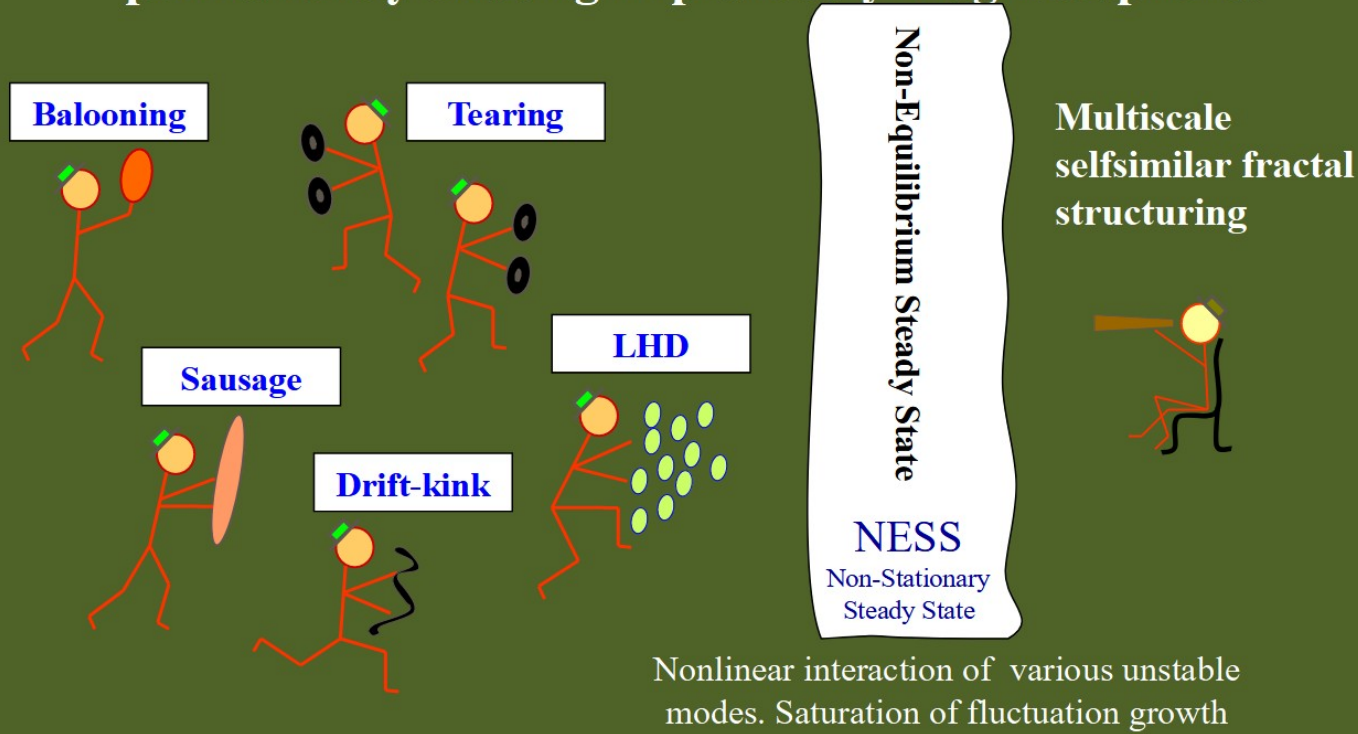 Balooning
Tearing
Sausage
LHD
Drift-kink
Non-Equilibrium Steady State
NESS
Non-Stationary
Steady State
Multiscale
selfsimilar fractal
structuring
Nonlinear interaction of various unstable
modes. Saturation of fluctuation growth